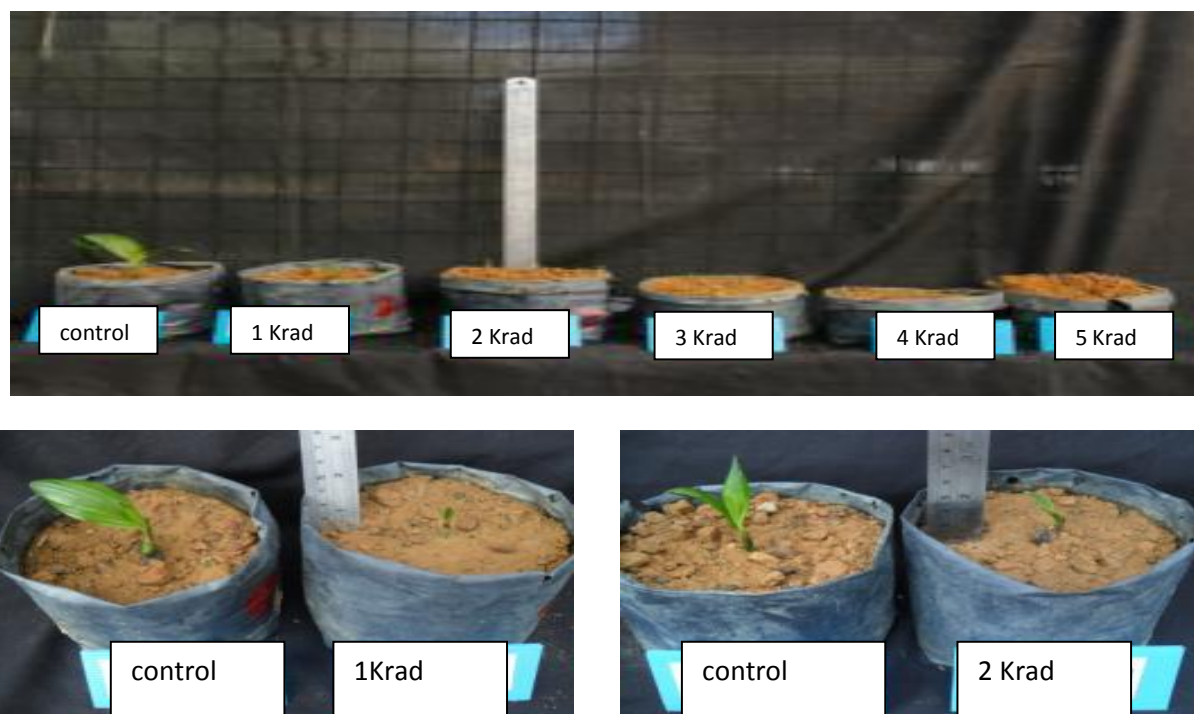 control
1 Krad
2 Krad
3 Krad
4 Krad
5 Krad
control
1Krad
control
2 Krad